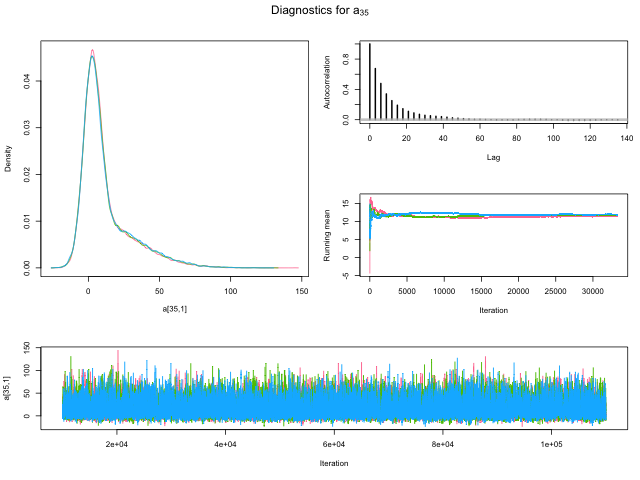 Diagnostics for a35
0.00 0.01 0.02 0.03 0.04
Density
0 50 100 150
a[35,1]
0.0 0.4 0.8
Autocorrelation
0 20 40 60 80 100 120 140
Lag
-5 0 5 10 15
Running mean
0 5000 10000 15000 20000 25000 30000
Iteration
0 50 100 150
a[35,1]
2e+04 4e+04 6e+04 8e+04 1e+05
Iteration